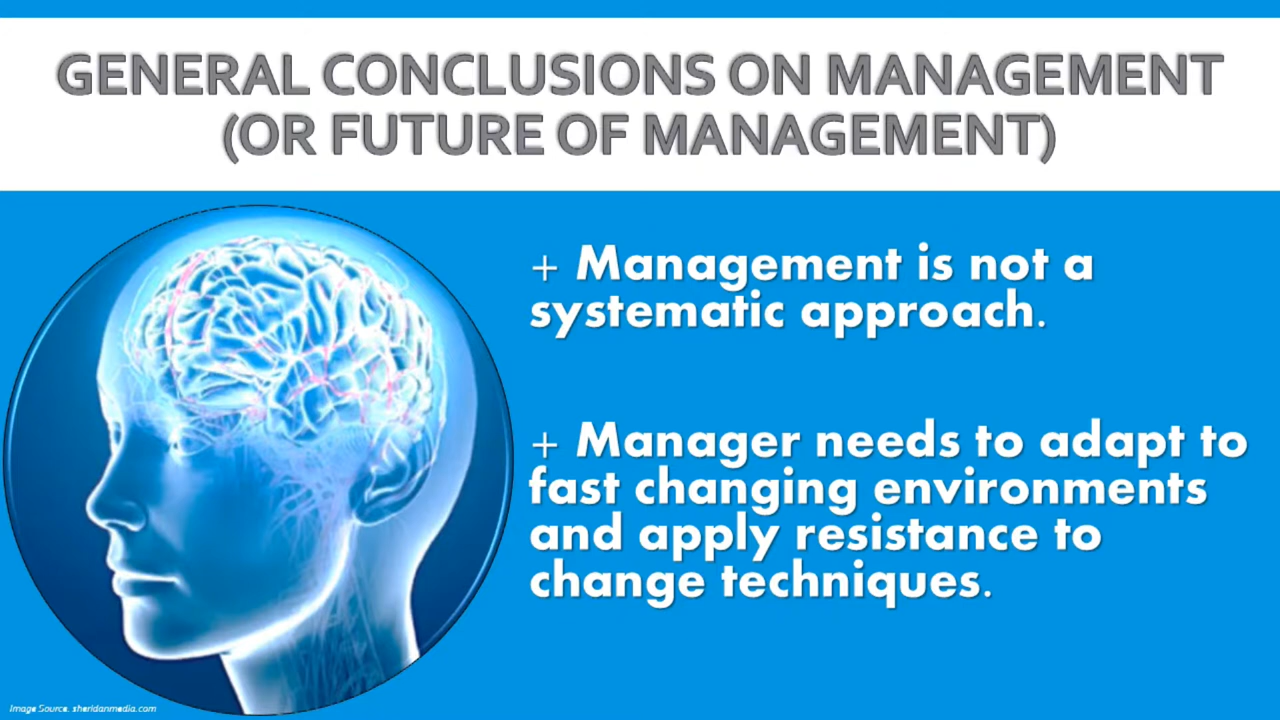 GENERAL CONCLUSIONS ON MANAGEMENT
(OR FUTURE OF MANAGEMENT)
+ Management is not a
systematic approach.
+ Manager needs to adapt to
fast changing environments
and apply resistance to
change techniques.
Image Source. sheridanmedia.com